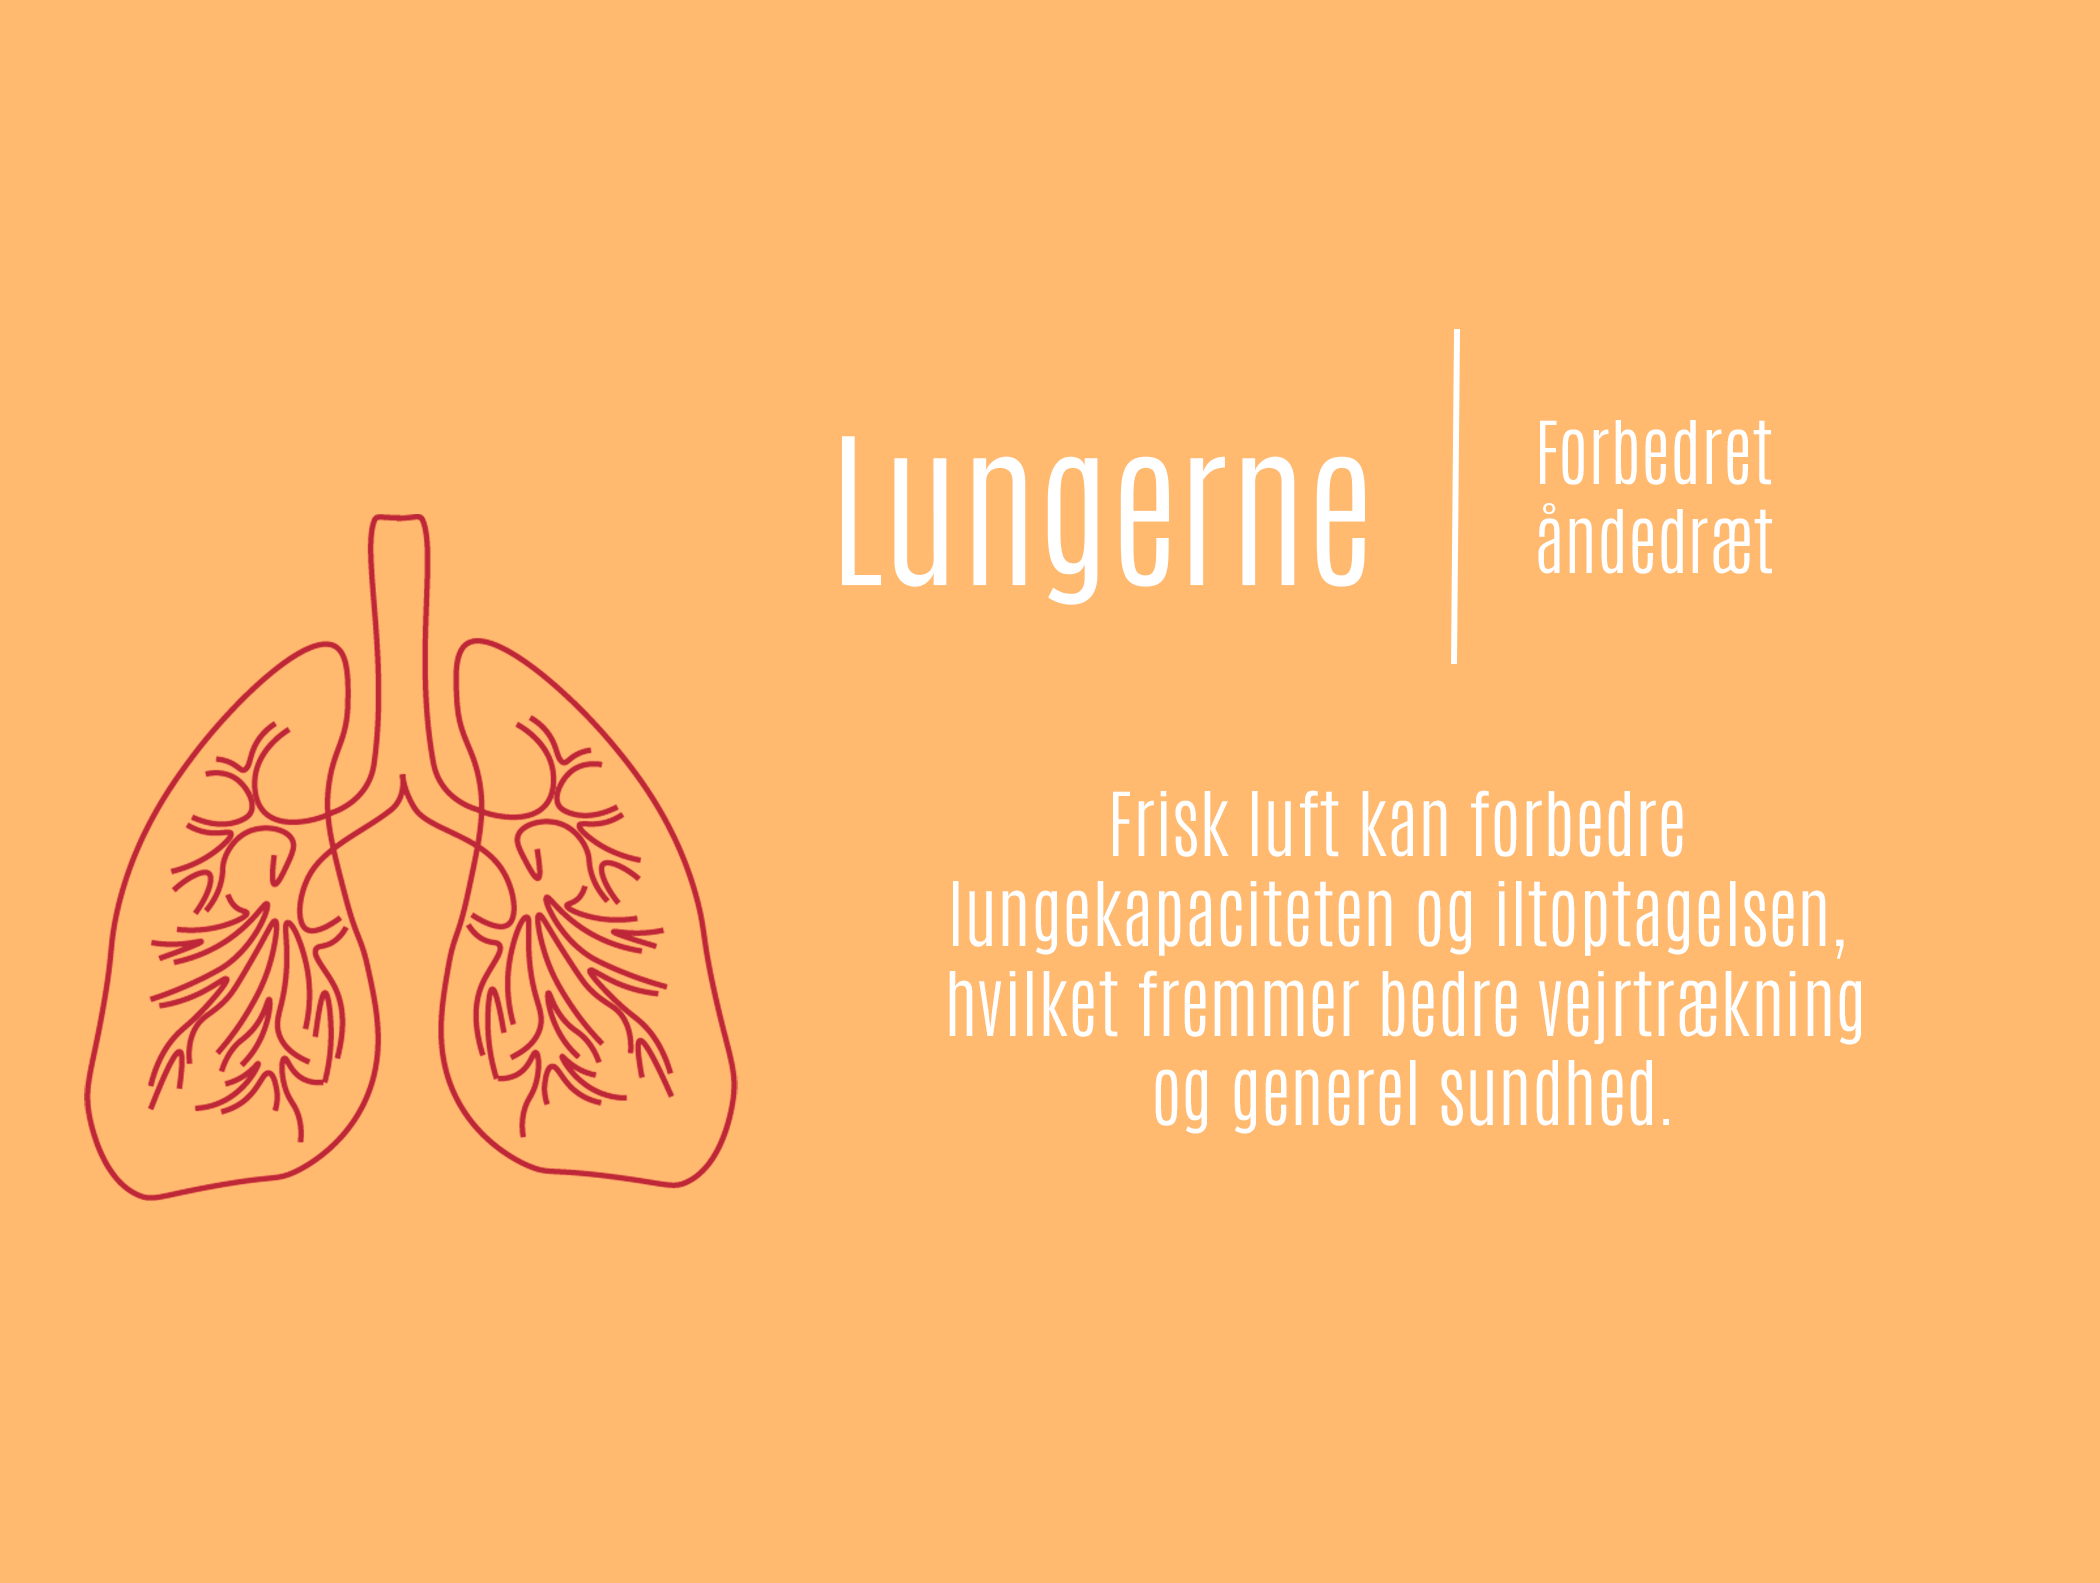 Lungerne
Forbedret
åndedræt
Frisk luft kan forbedre
lungekapaciteten og iltoptagelsen,
hvilket fremmer bedre vejrtrækning
og generel sundhed.